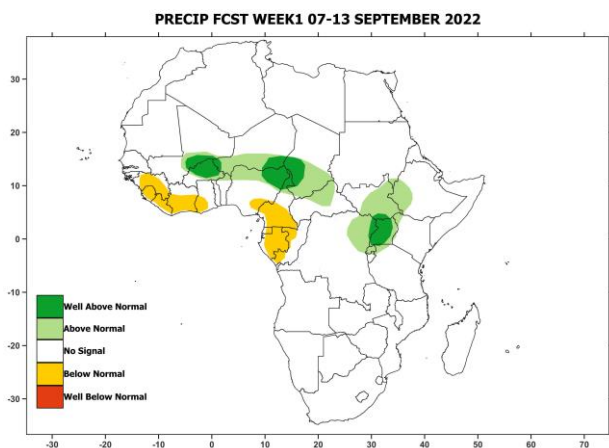 PRECIP FCST WEEK1 07-13 SEPTEMBER 2022
30
20
10
0
-10
-20
-30
Well Above Normal
Above Normal
No Signal
Below Normal
Well Below Normal
-30 -20 -10 0 10 20 30 40 50 60 70